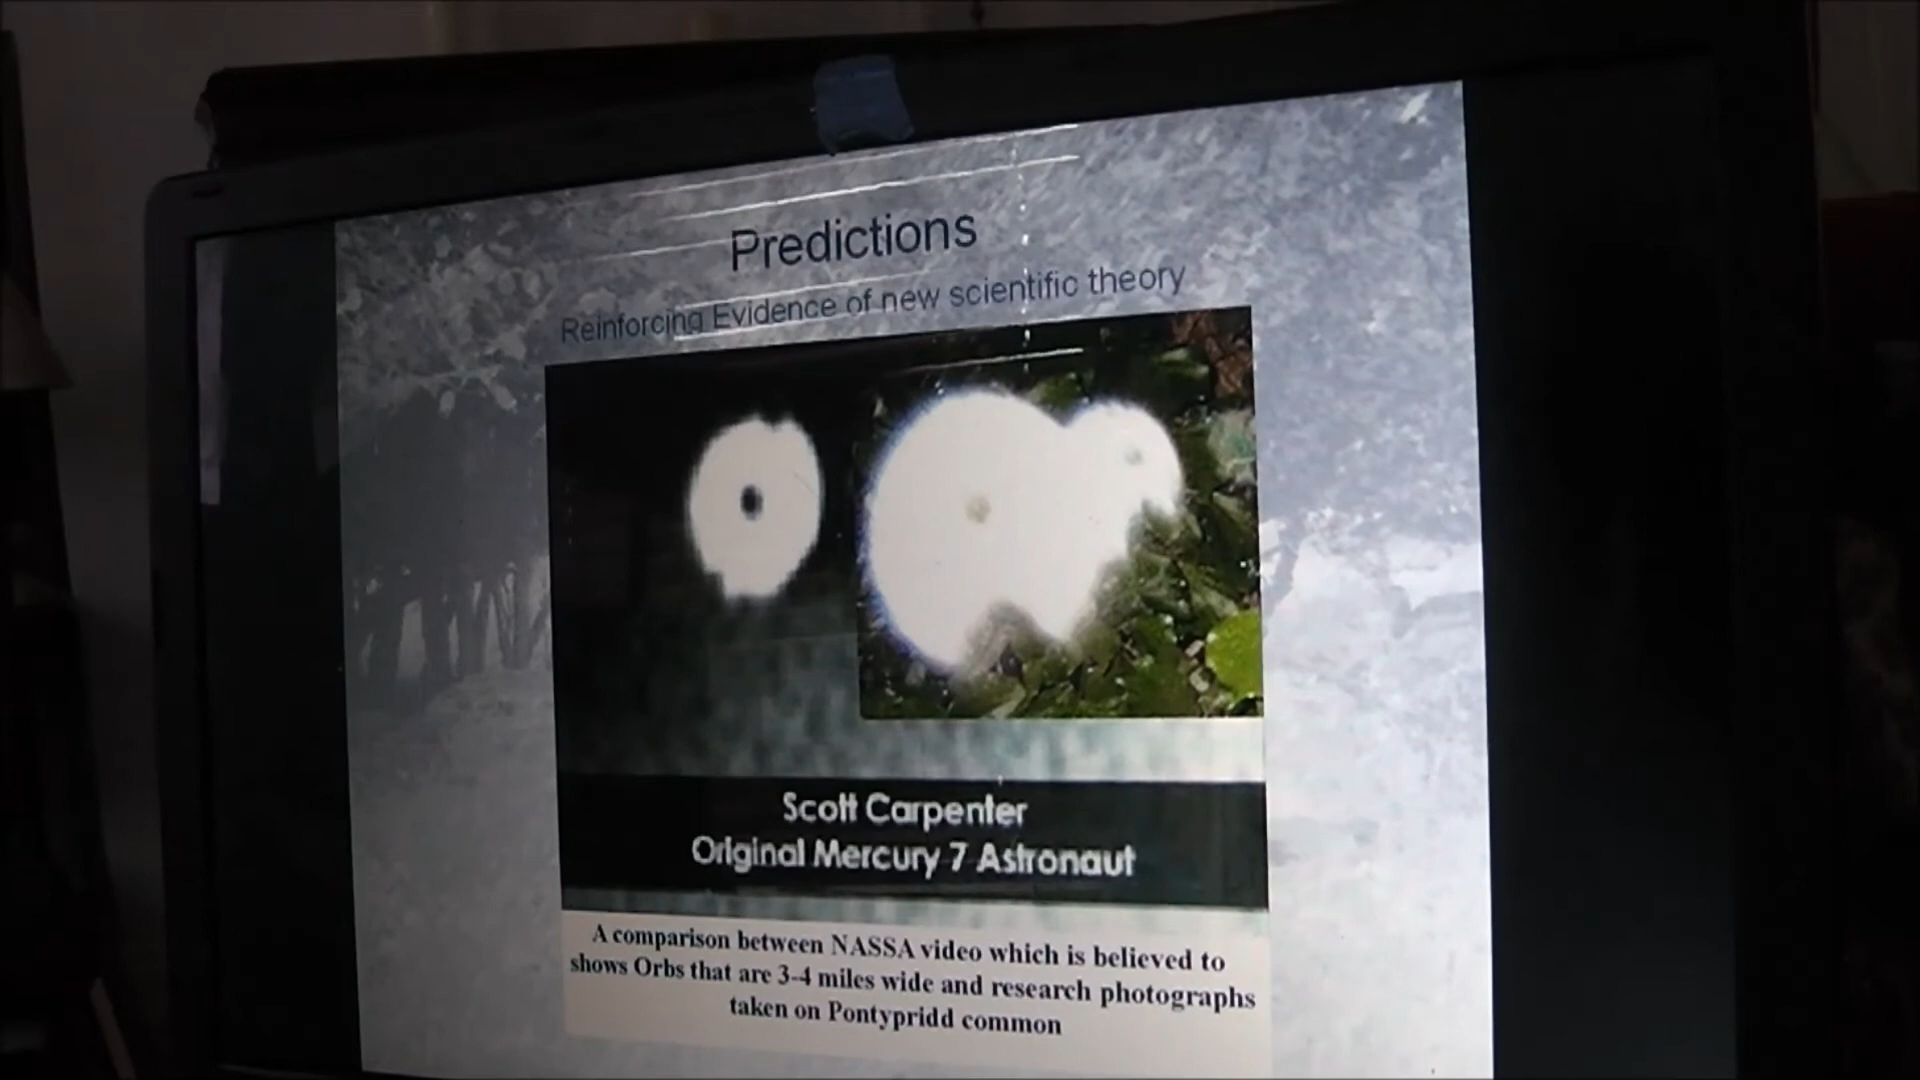 Predictions
Reinforcing Evidence of new scientific theory
Scott Carpenter
Original Mercury 7 Astronaut
A comparison between NASSA video which is believed to
shows Orbs that are 3-4 miles wide and research photographs
taken on Pontypridd common